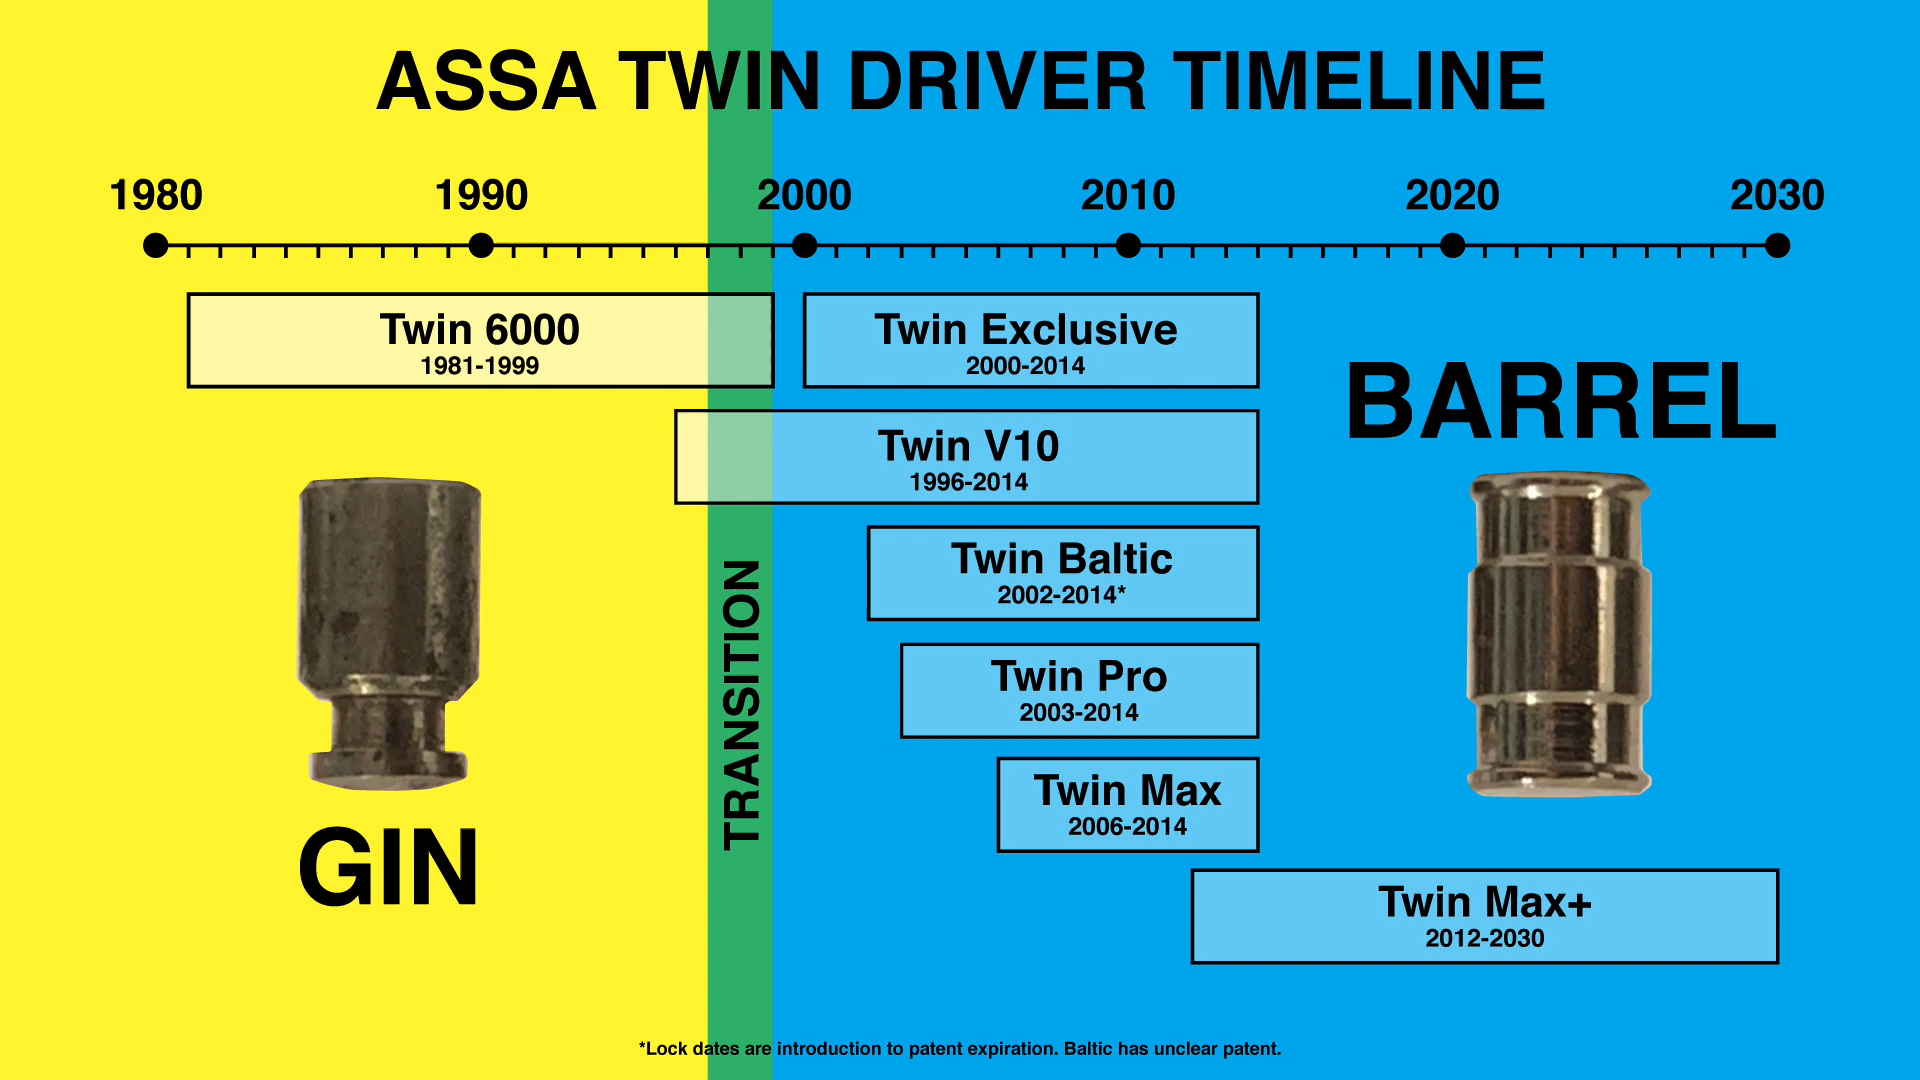 ASSA TWIN DRIVER TIMELINE
1980 1990 2000 2010 2020 2030
Twin 6000
1981-1999
Twin Exclusive
2000-2014
Twin V10
1996-2014
BARREL
Twin Baltic
2002-2014*
TRANSITION
Twin Pro
2003-2014
Twin Max
2006-2014
GIN
Twin Max+
2012-2030
*Lock dates are introduction to patent expiration. Baltic has unclear patent.